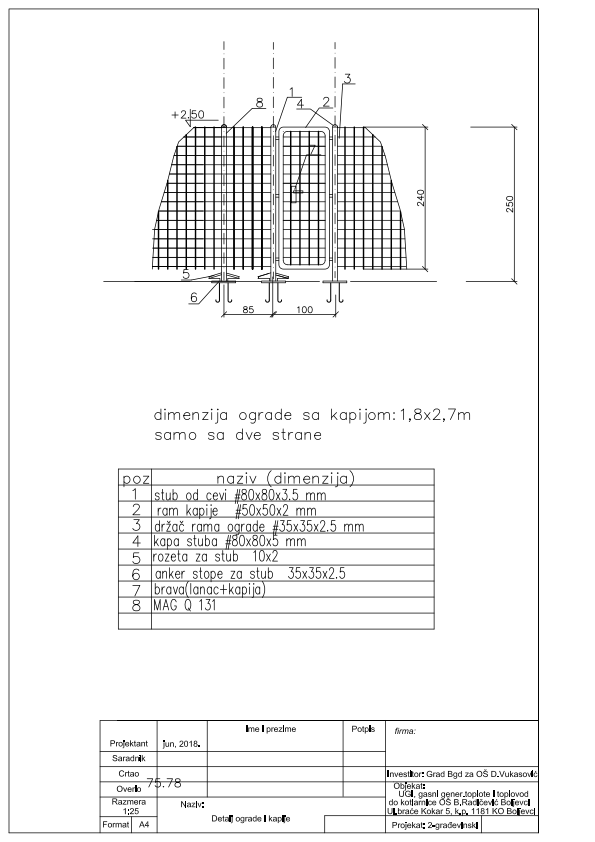 1
2
3
4
8
+2.50
7
240
250
5
6
85
100
dimenzija ograde sa kapijom:1,8x2,7m
samo sa dve strane
poz naziv (dimenzija)
1 stub od cevi #80x80x3.5 mm
2 ram kapije #50x50x2 mm
3 držač rama ograde #35x35x2.5 mm
4 kapa stuba #80x80x5 mm
5 rozeta za stub 10x2
6 anker stope za stub 35x35x2.5
7 brava(lanac+kapija)
8 MAG Q 131
Ime i prezime Potpis firma:
Projektant jun, 2018.
Saradnik
Crtao
Investitor: Grad Bgd za OŠ D.Vukasović
Overio 75.78
Objekat:
UGI, gasni gener.toplote i toplovod
do kotlarnice OŠ B,Radičević Boljevci
Ul.braće Kokar 5, k.p. 1181 KO Boljevci
Razmera
1:25
Naziv:
Detalj ograde i kapije
Format A4
Projekat: 2-građevinski